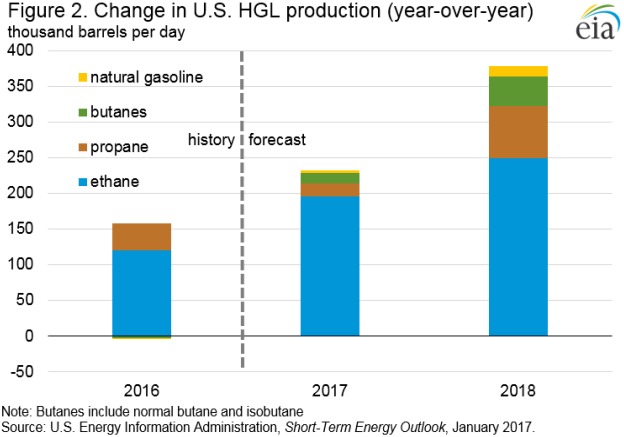 Figure 2. Change in U.S. HGL production (year-over-year)
thousand barrels per day
eia
400
350
300
250
200
150
100
50
0
-50
natural gasoline
butanes
propane
ethane
history
forecast
2016
2017
2018
Note: Butanes include normal butane and isobutane
Source: U.S. Energy Information Administration, Short-Term Energy Outlook, January 2017.